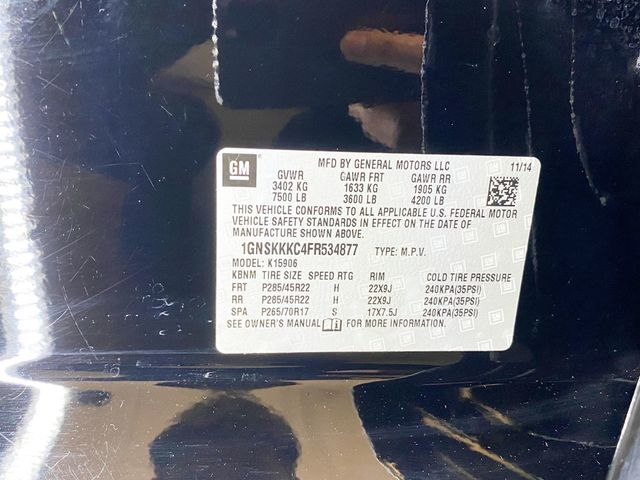 GM MFD BY GENERAL MOTORS LLC 11/14
GVWR GAWR FRT GAWR RR
3402 KG 1633 KG 1905 KG
7500 LB 3600 LB 4200 LB
THIS VEHICLE CONFORMS TO ALL APPLICABLE U.S. FEDERAL MOTOR
VEHICLE SAFETY STANDARDS IN EFFECT ON THE DATE OF
MANUFACTURE SHOWN ABOVE.
1GNSKKKC4FR534877 TYPE: M.P.V.
MODEL: K15906
KBNM TIRE SIZE SPEED RTG RIM COLD TIRE PRESSURE
FRT P285/45R22 H 22X9J 240KPA(35PSI)
RR P285/45R22 H 22X9J 240KPA(35PSI)
SPA P265/70R17 S 17X7.5J 240KPA(35PSI)
SEE OWNER'S MANUAL FOR MORE INFORMATION.